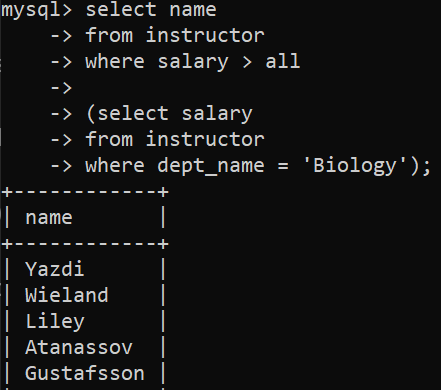 mysql> select name
    -> from instructor
    -> where salary > all
    ->
    -> (select salary
    -> from instructor
    -> where dept_name = 'Biology');
+------------+
| name       |
+------------+
| Yazdi      |
| Wieland    |
| Liley      |
| Atanassov  |
| Gustafsson |